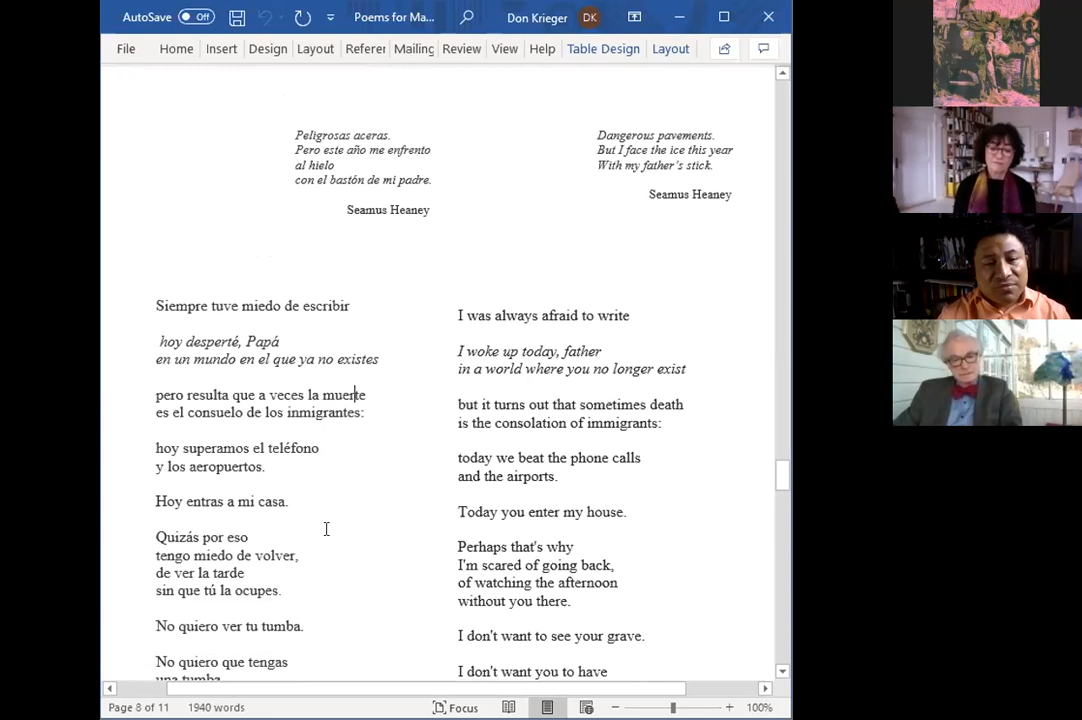 AutoSave Off Poems for Ma... Don Krieger DK
File Home Insert Design Layout Referer Mailing Review View Help Table Design Layout
Peligrosas aceras.
Pero este año me enfrento
al hielo
con el bastón de mi padre.
Seamus Heaney
Dangerous pavements.
But I face the ice this year
With my father's stick.
Seamus Heaney
Siempre tuve miedo de escribir
hoy desperté, Papá
en un mundo en el que ya no existes
pero resulta que a veces la muerte
es el consuelo de los inmigrantes:
hoy superamos el teléfono
y los aeropuertos.
Hoy entras a mi casa.
Quizás por eso
tengo miedo de volver,
de ver la tarde
sin que tú la ocupes.
No quiero ver tu tumba.
No quiero que tengas
una tumba
I was always afraid to write
I woke up today, father
in a world where you no longer exist
but it turns out that sometimes death
is the consolation of immigrants:
today we beat the phone calls
and the airports.
Today you enter my house.
Perhaps that's why
I'm scared of going back,
of watching the afternoon
without you there.
I don't want to see your grave.
I don't want you to have
Page 8 of 11 1940 words Focus 100%